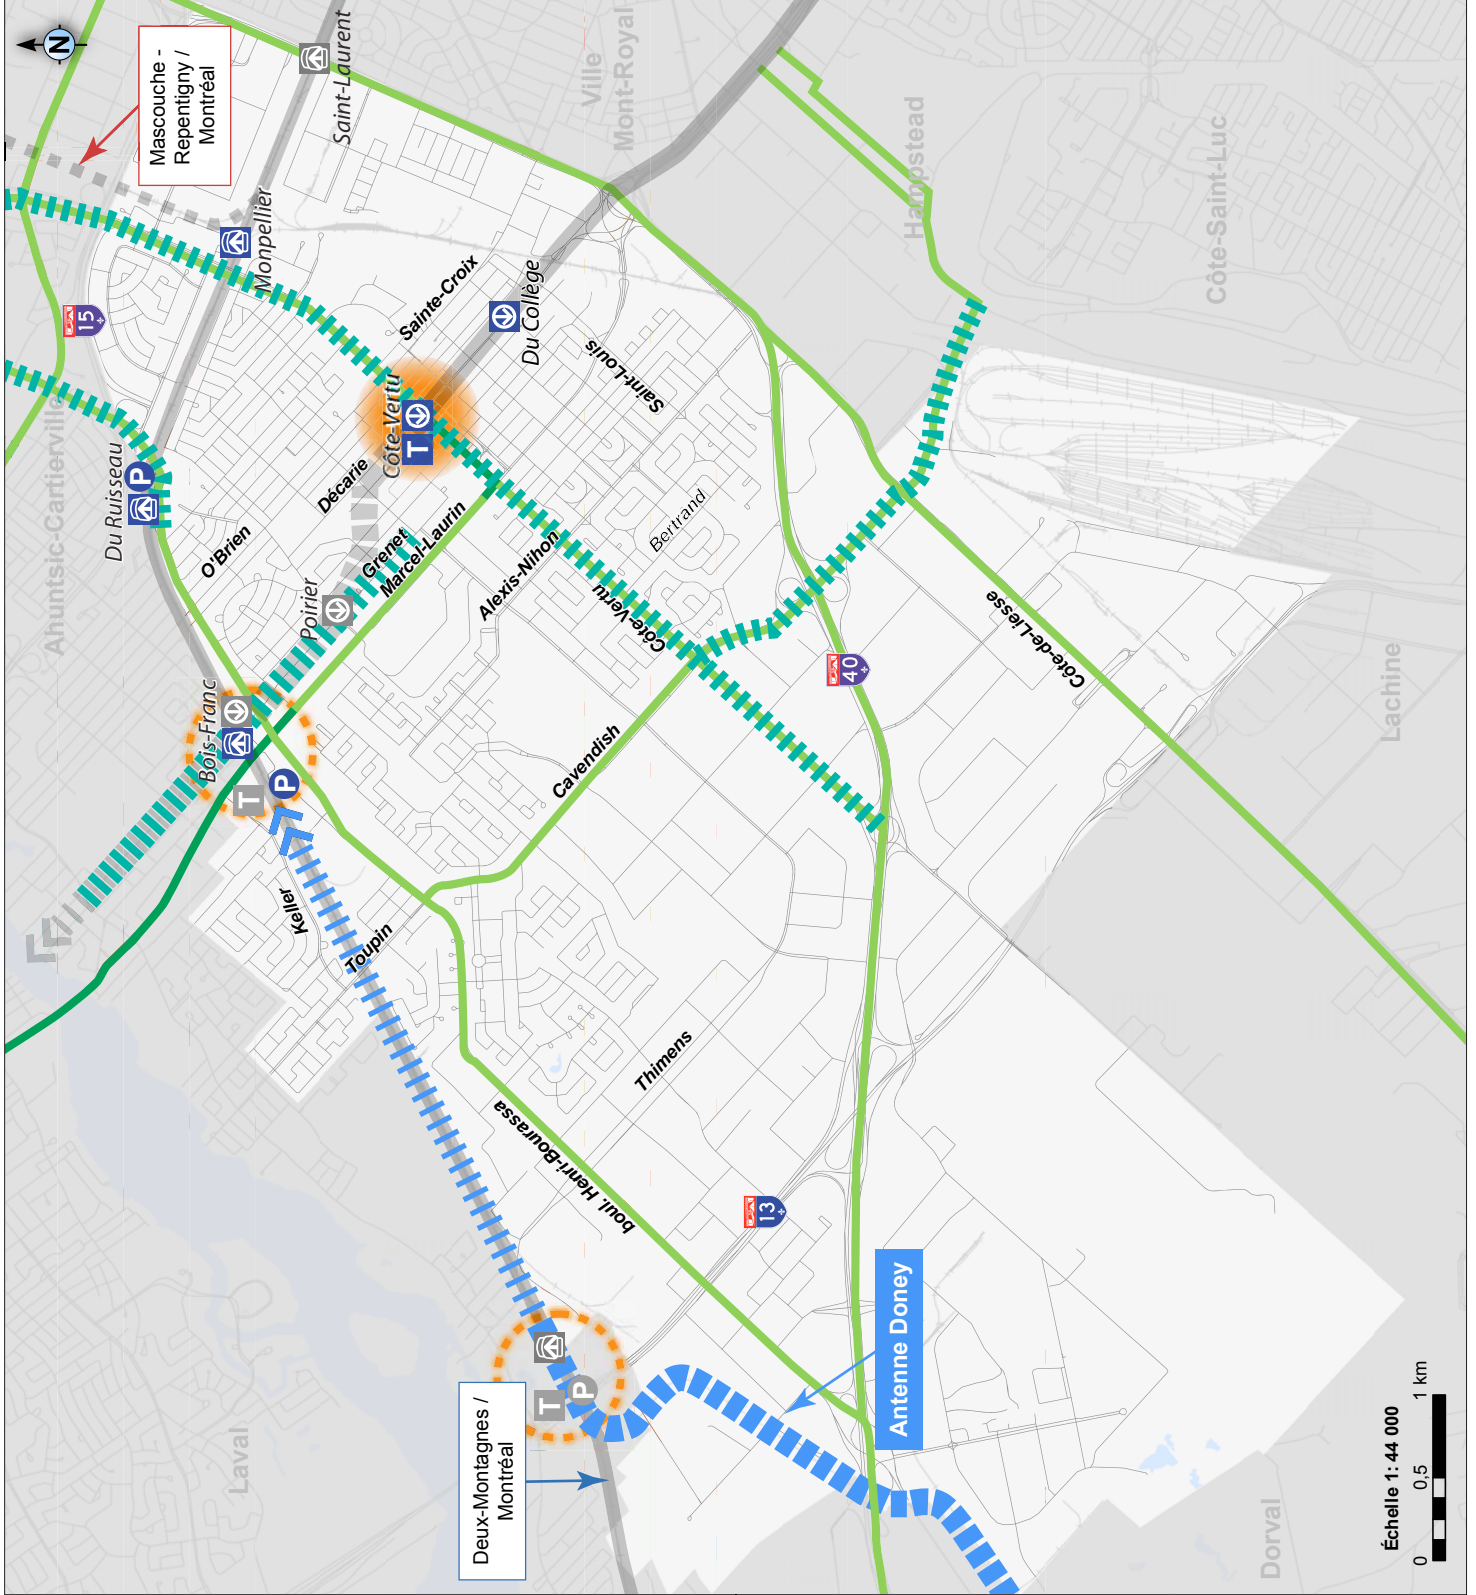 N
Mascouche -
Repentigny /
Montréal
Saint-Laurent
Ville
Mont-Royal
Hampstead
Côte-Saint-Luc
15
Monpellier
Sainte-Croix
Du Collège
Saint-Louis
Ahuntsic-Cartierville
Du Ruisseau
P
O'Brien
Décarie
Côte-Vertu
T
Grenet
Marcel-Laurin
Poirier
Alexis-Nihon
Bertrand
Côte-Vertu
Bois-Franc
T
P
Cavendish
40
Côte-de-Liesse
Lachine
Keller
Toupin
Thimens
boul. Henri-Bourassa
13
Laval
T
P
Deux-Montagnes /
Montréal
Antenne Doney
Dorval
Échelle 1: 44 000
0 0,5 1 km